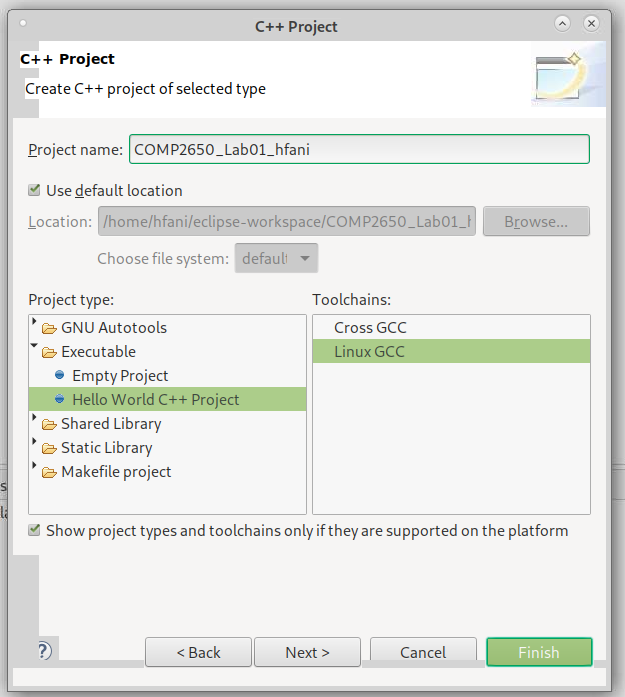 C++ Project
C++ Project
Create C++ project of selected type
Project name: COMP2650_Lab01_hfani
Use default location
Location: /home/hfani/eclipse-workspace/COMP2650_Lab01_h Browse...
Choose file system: default
Project type: Toolchains:
GNU Autotools Cross GCC
Executable Linux GCC
Empty Project
Hello World C++ Project
Shared Library
Static Library
Makefile project
Show project types and toolchains only if they are supported on the platform
? < Back Next > Cancel Finish